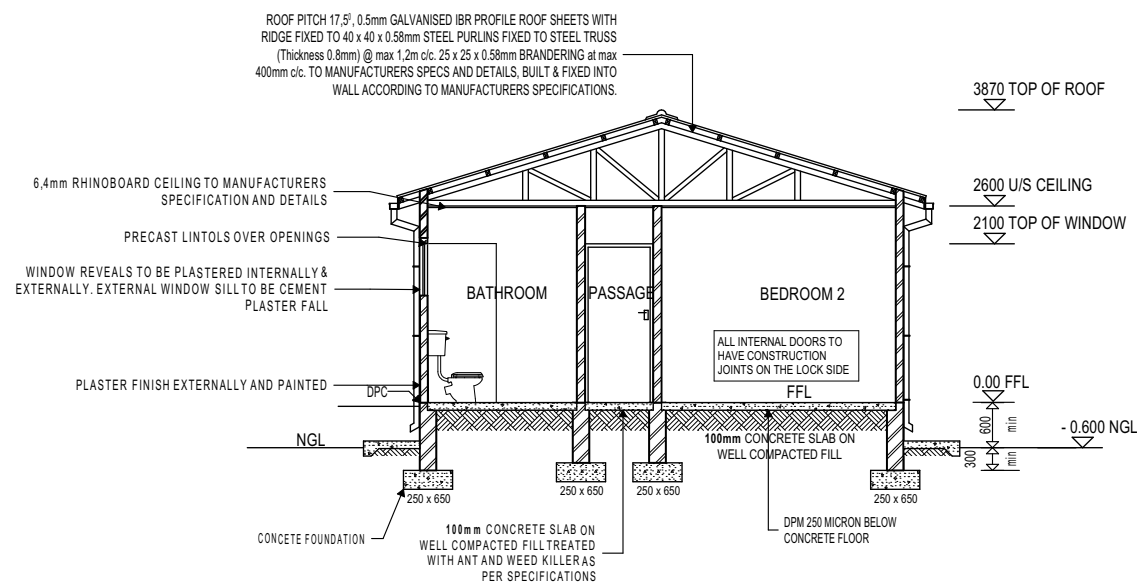 ROOF PITCH 17,5⁰, 0.5mm GALVANISED IBR PROFILE ROOF SHEETS WITH
RIDGE FIXED TO 40 x 40 x 0.58mm STEEL PURLINS FIXED TO STEEL TRUSS
(Thickness 0.8mm) @ max 1,2m c/c. 25 x 25 x 0.58mm BRANDERING at max
400mm c/c. TO MANUFACTURERS SPECS AND DETAILS, BUILT & FIXED INTO
WALL ACCORDING TO MANUFACTURERS SPECIFICATIONS.
3870 TOP OF ROOF
6,4mm RHINOBOARD CEILING TO MANUFACTURERS
SPECIFICATION AND DETAILS
2600 U/S CEILING
2100 TOP OF WINDOW
PRECAST LINTOLS OVER OPENINGS
WINDOW REVEALS TO BE PLASTERED INTERNALLY &
EXTERNALLY. EXTERNAL WINDOW SILL TO BE CEMENT
PLASTER FALL
BATHROOM
PASSAGE
BEDROOM 2
ALL INTERNAL DOORS TO
HAVE CONSTRUCTION
JOINTS ON THE LOCK SIDE
PLASTER FINISH EXTERNALLY AND PAINTED
DPC
FFL
0.00 FFL
600
min
- 0.600 NGL
300
min
NGL
100mm CONCRETE SLAB ON
WELL COMPACTED FILL
250 x 650
250 x 650
250 x 650
250 x 650
CONCETE FOUNDATION
100mm CONCRETE SLAB ON
WELL COMPACTED FILL TREATED
WITH ANT AND WEED KILLER AS
PER SPECIFICATIONS
DPM 250 MICRON BELOW
CONCRETE FLOOR